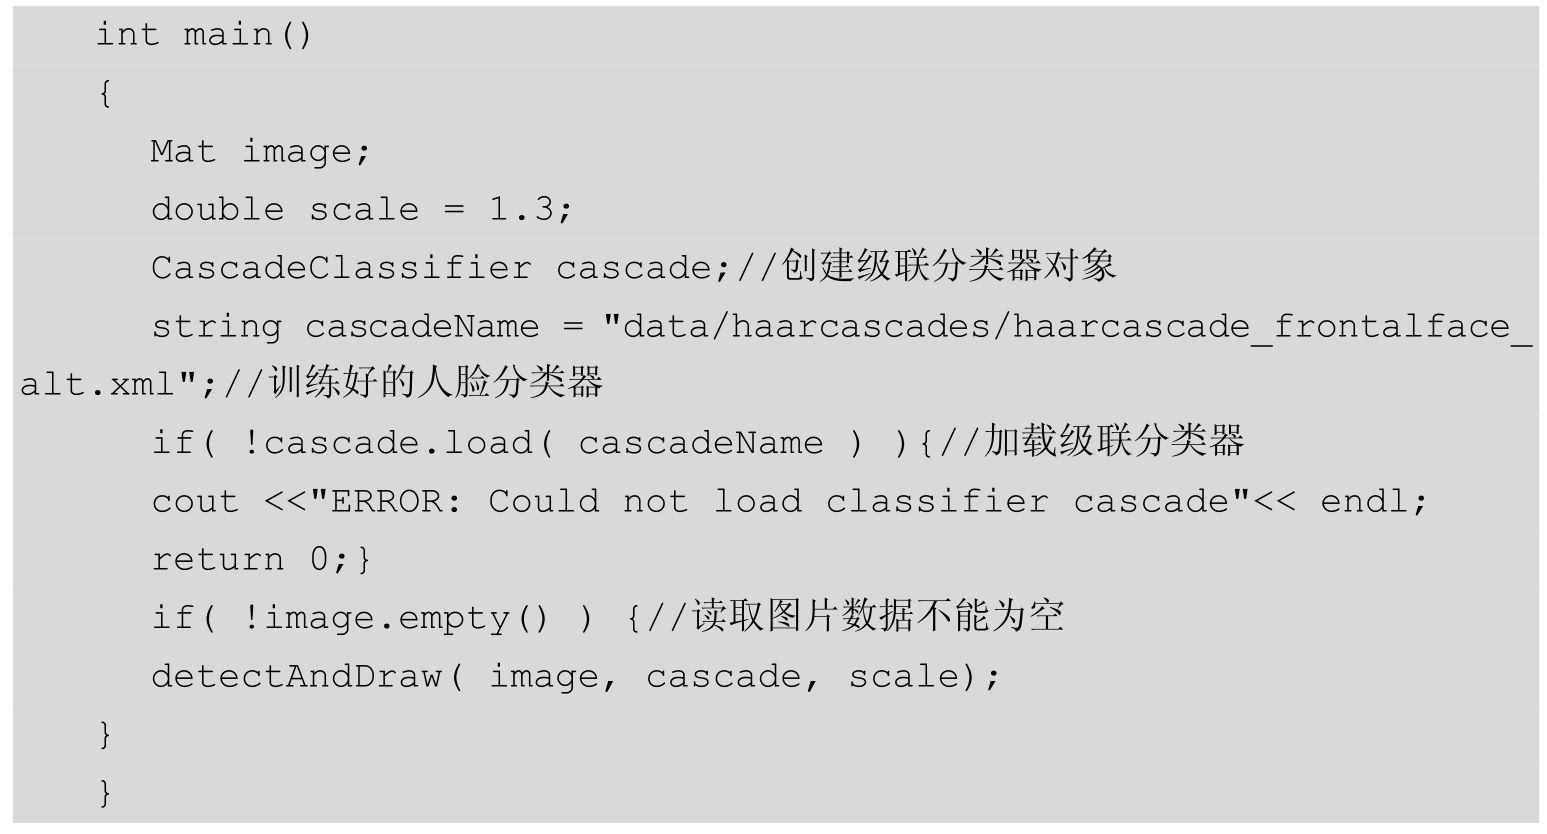 int main()
{
Mat image;
double scale = 1.3;
CascadeClassifier cascade;//创建级联分类器对象
string cascadeName = "data/haarcascades/haarcascade_frontalface_
alt.xml";//训练好的人脸分类器
if( !cascade.load( cascadeName ) ){//加载级联分类器
cout <<"ERROR: Could not load classifier cascade"<< endl;
return 0;}
if( !image.empty() ) {//读取图片数据不能为空
detectAndDraw( image, cascade, scale);
}
}